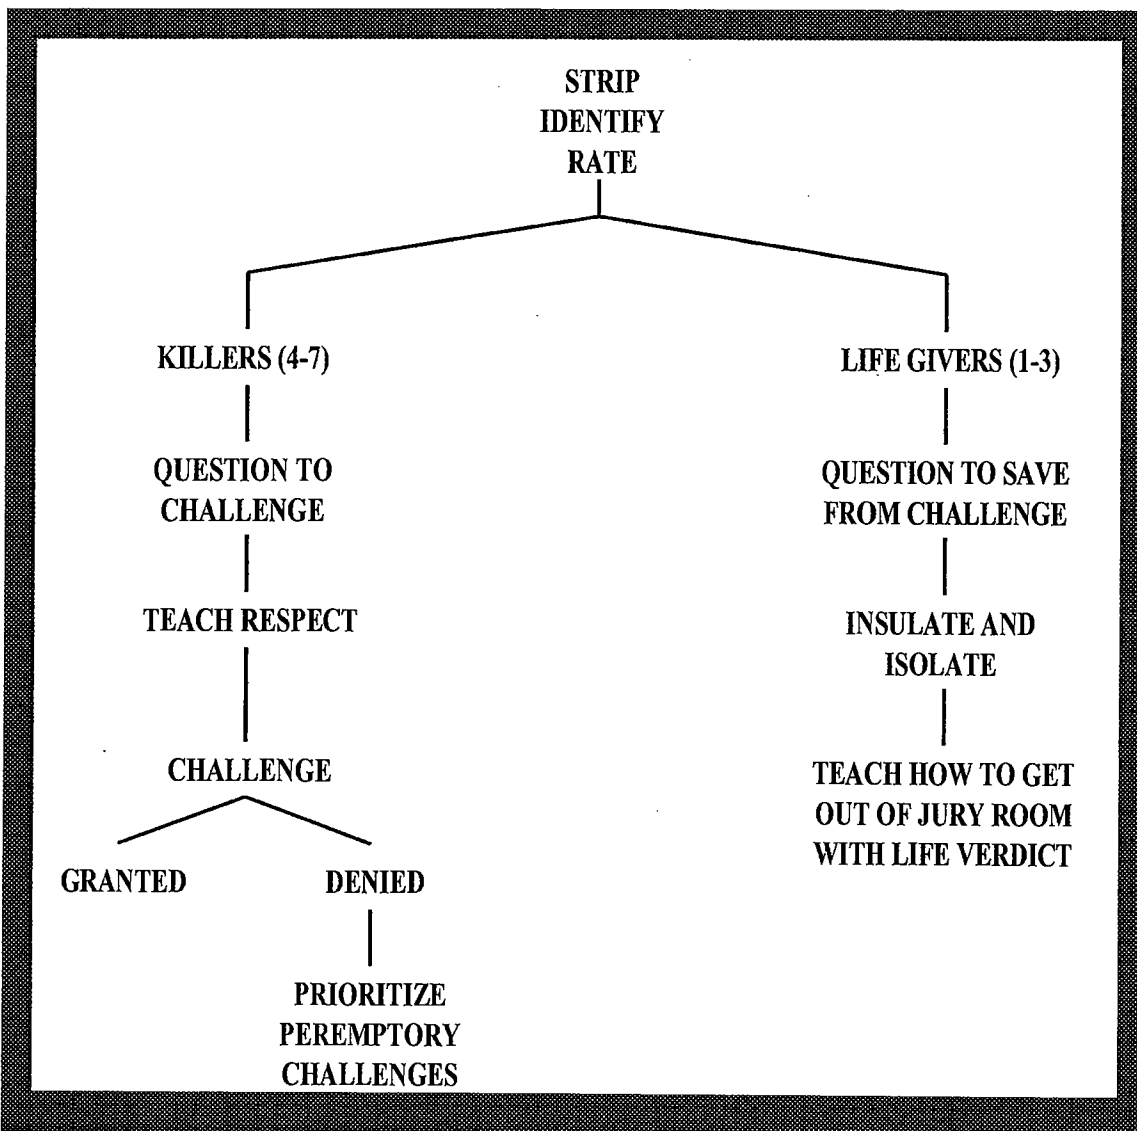 STRIP
IDENTIFY
RATE
KILLERS (4-7)
QUESTION TO
CHALLENGE
TEACH RESPECT
CHALLENGE
GRANTED
DENIED
PRIORITIZE
PEREMPTORY
CHALLENGES
LIFE GIVERS (1-3)
QUESTION TO SAVE
FROM CHALLENGE
INSULATE AND
ISOLATE
TEACH HOW TO GET
OUT OF JURY ROOM
WITH LIFE VERDICT